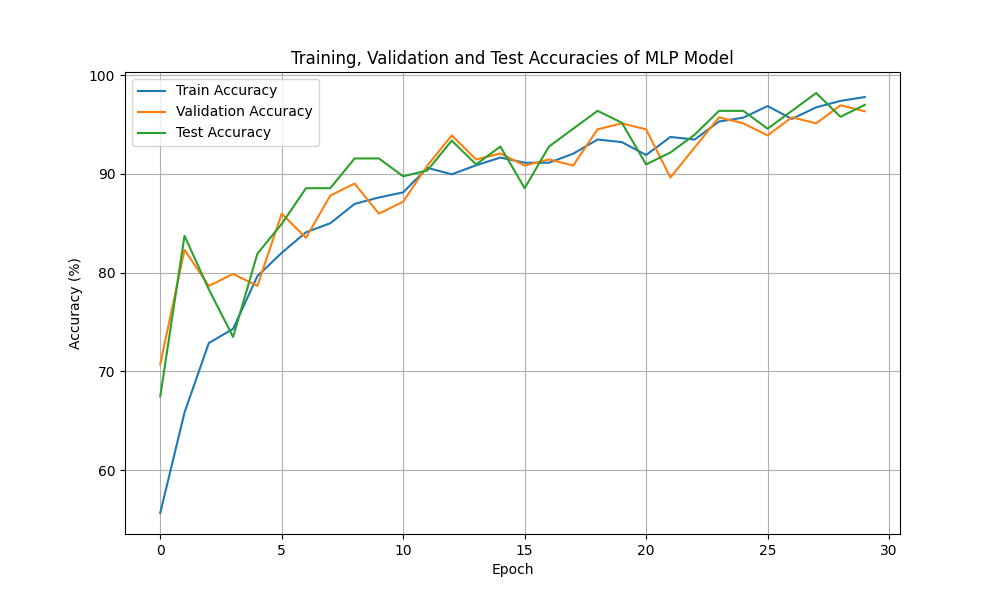 Training, Validation and Test Accuracies of MLP Model
Train Accuracy
Validation Accuracy
Test Accuracy
100
90
80
70
60
Accuracy (%)
0 5 10 15 20 25 30
Epoch